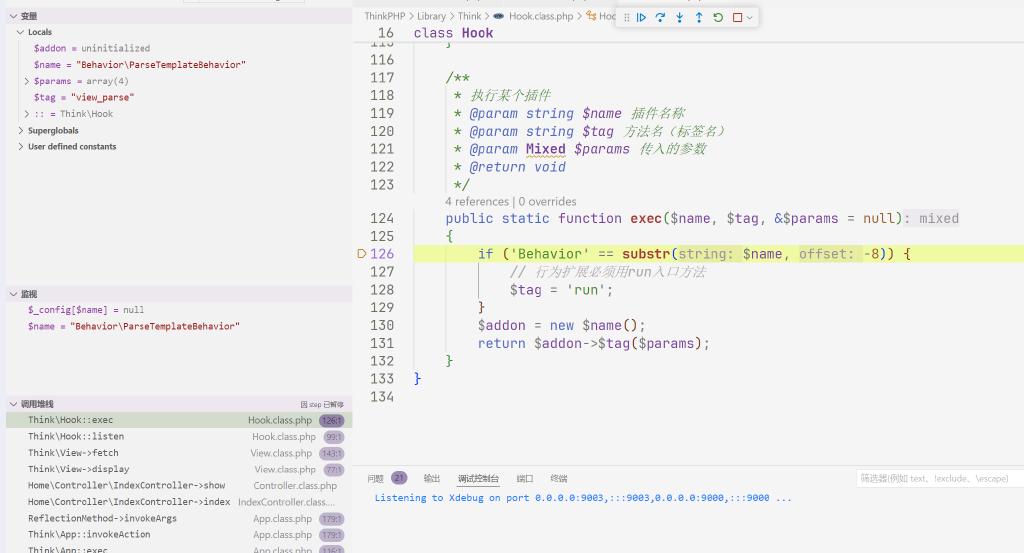 变量
Locals
$addon = uninitialized
$name = "Behavior\ParseTemplateBehavior"
$params = array(4)
$tag = "view_parse"
:: = Think\Hook
Superglobals
User defined constants
监视
$_config[$name] = null
$name = "Behavior\ParseTemplateBehavior"
调用堆栈 因 step 已暂停
Think\Hook::exec Hook.class.php 126:1
Think\Hook::listen Hook.class.php 99:1
Think\View->fetch View.class.php 143:1
Think\View->display View.class.php 77:1
Home\Controller\IndexController->show Controller.class.php
Home\Controller\IndexController->index IndexController.class....
ReflectionMethod->invokeArgs App.class.php 179:1
Think\App::invokeAction App.class.php 179:1
Think\App::exec App.class.php 116:1
ThinkPHP > Library > Think > Hook.class.php > Hoo
16 class Hook
115 }
116
117 /**
118 * 执行某个插件
119 * @param string $name 插件名称
120 * @param string $tag 方法名（标签名）
121 * @param Mixed $params 传入的参数
122 * @return void
123 */
4 references | 0 overrides
124 public static function exec($name, $tag, &$params = null): mixed
125 {
126 if ('Behavior' == substr(string: $name, offset: -8)) {
127 // 行为扩展必须用run入口方法
128 $tag = 'run';
129 }
130 $addon = new $name();
131 return $addon->$tag($params);
132 }
133 }
134
问题 21 输出 调试控制台 端口 终端 筛选器(例如 text、!exclude、\escape)
Listening to Xdebug on port 0.0.0.0:9003,:::9003,0.0.0.0:9000,:::9000 ...